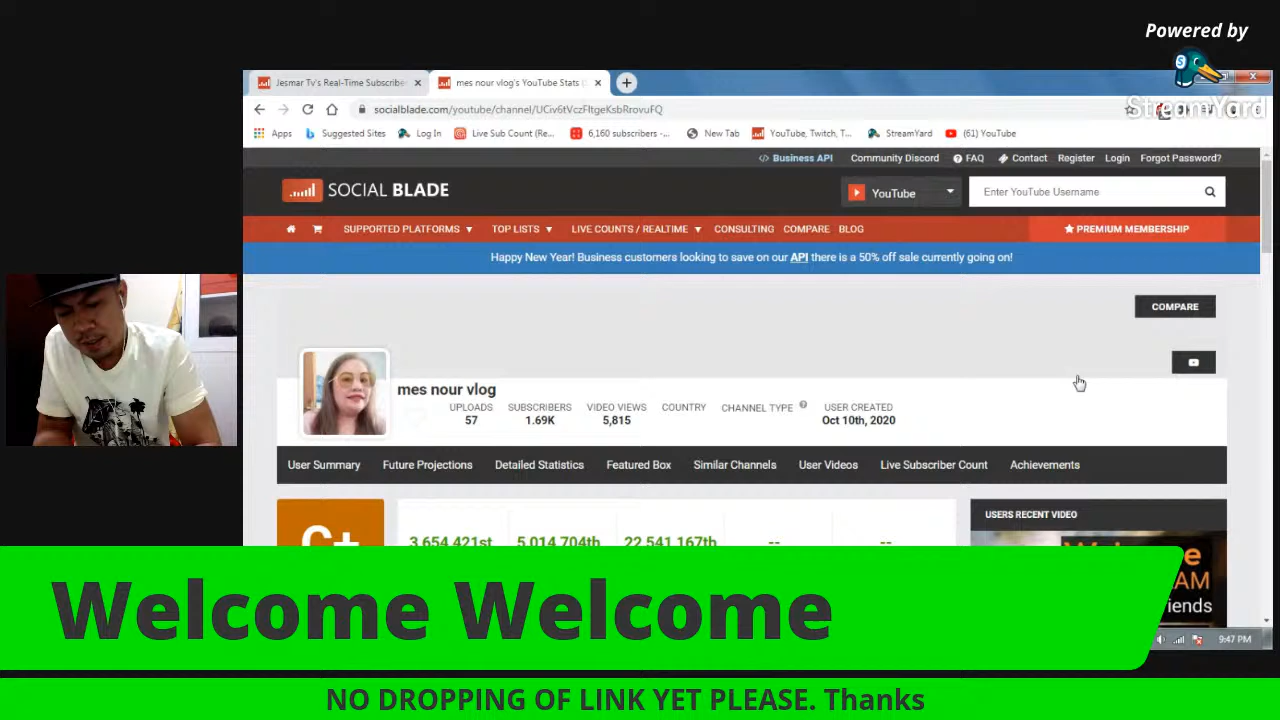 Powered by
StreamYard
Jesmar Tv's Real-Time Subscribe
mes nour vlog's YouTube Stats (
socialblade.com/youtube/channel/UCiv6tVczFltgeKsbRrovuFQ
Apps Suggested Sites Log In Live Sub Count (Re... 6,160 subscribers -... New Tab YouTube, Twitch, T... StreamYard (61) YouTube
Business API Community Discord FAQ Contact Register Login Forgot Password?
SOCIAL BLADE YouTube Enter YouTube Username
SUPPORTED PLATFORMS TOP LISTS LIVE COUNTS / REALTIME CONSULTING COMPARE BLOG PREMIUM MEMBERSHIP
Happy New Year! Business customers looking to save on our API there is a 50% off sale currently going on!
COMPARE
mes nour vlog
UPLOADS SUBSCRIBERS VIDEO VIEWS COUNTRY CHANNEL TYPE USER CREATED
57 1.69K 5,815 Oct 10th, 2020
User Summary Future Projections Detailed Statistics Featured Box Similar Channels User Videos Live Subscriber Count Achievements
USERS RECENT VIDEO
C+ 3,654,421st 5,014,704th 22,541,167th -- --
Welcome Welcome
9:47 PM
NO DROPPING OF LINK YET PLEASE. Thanks